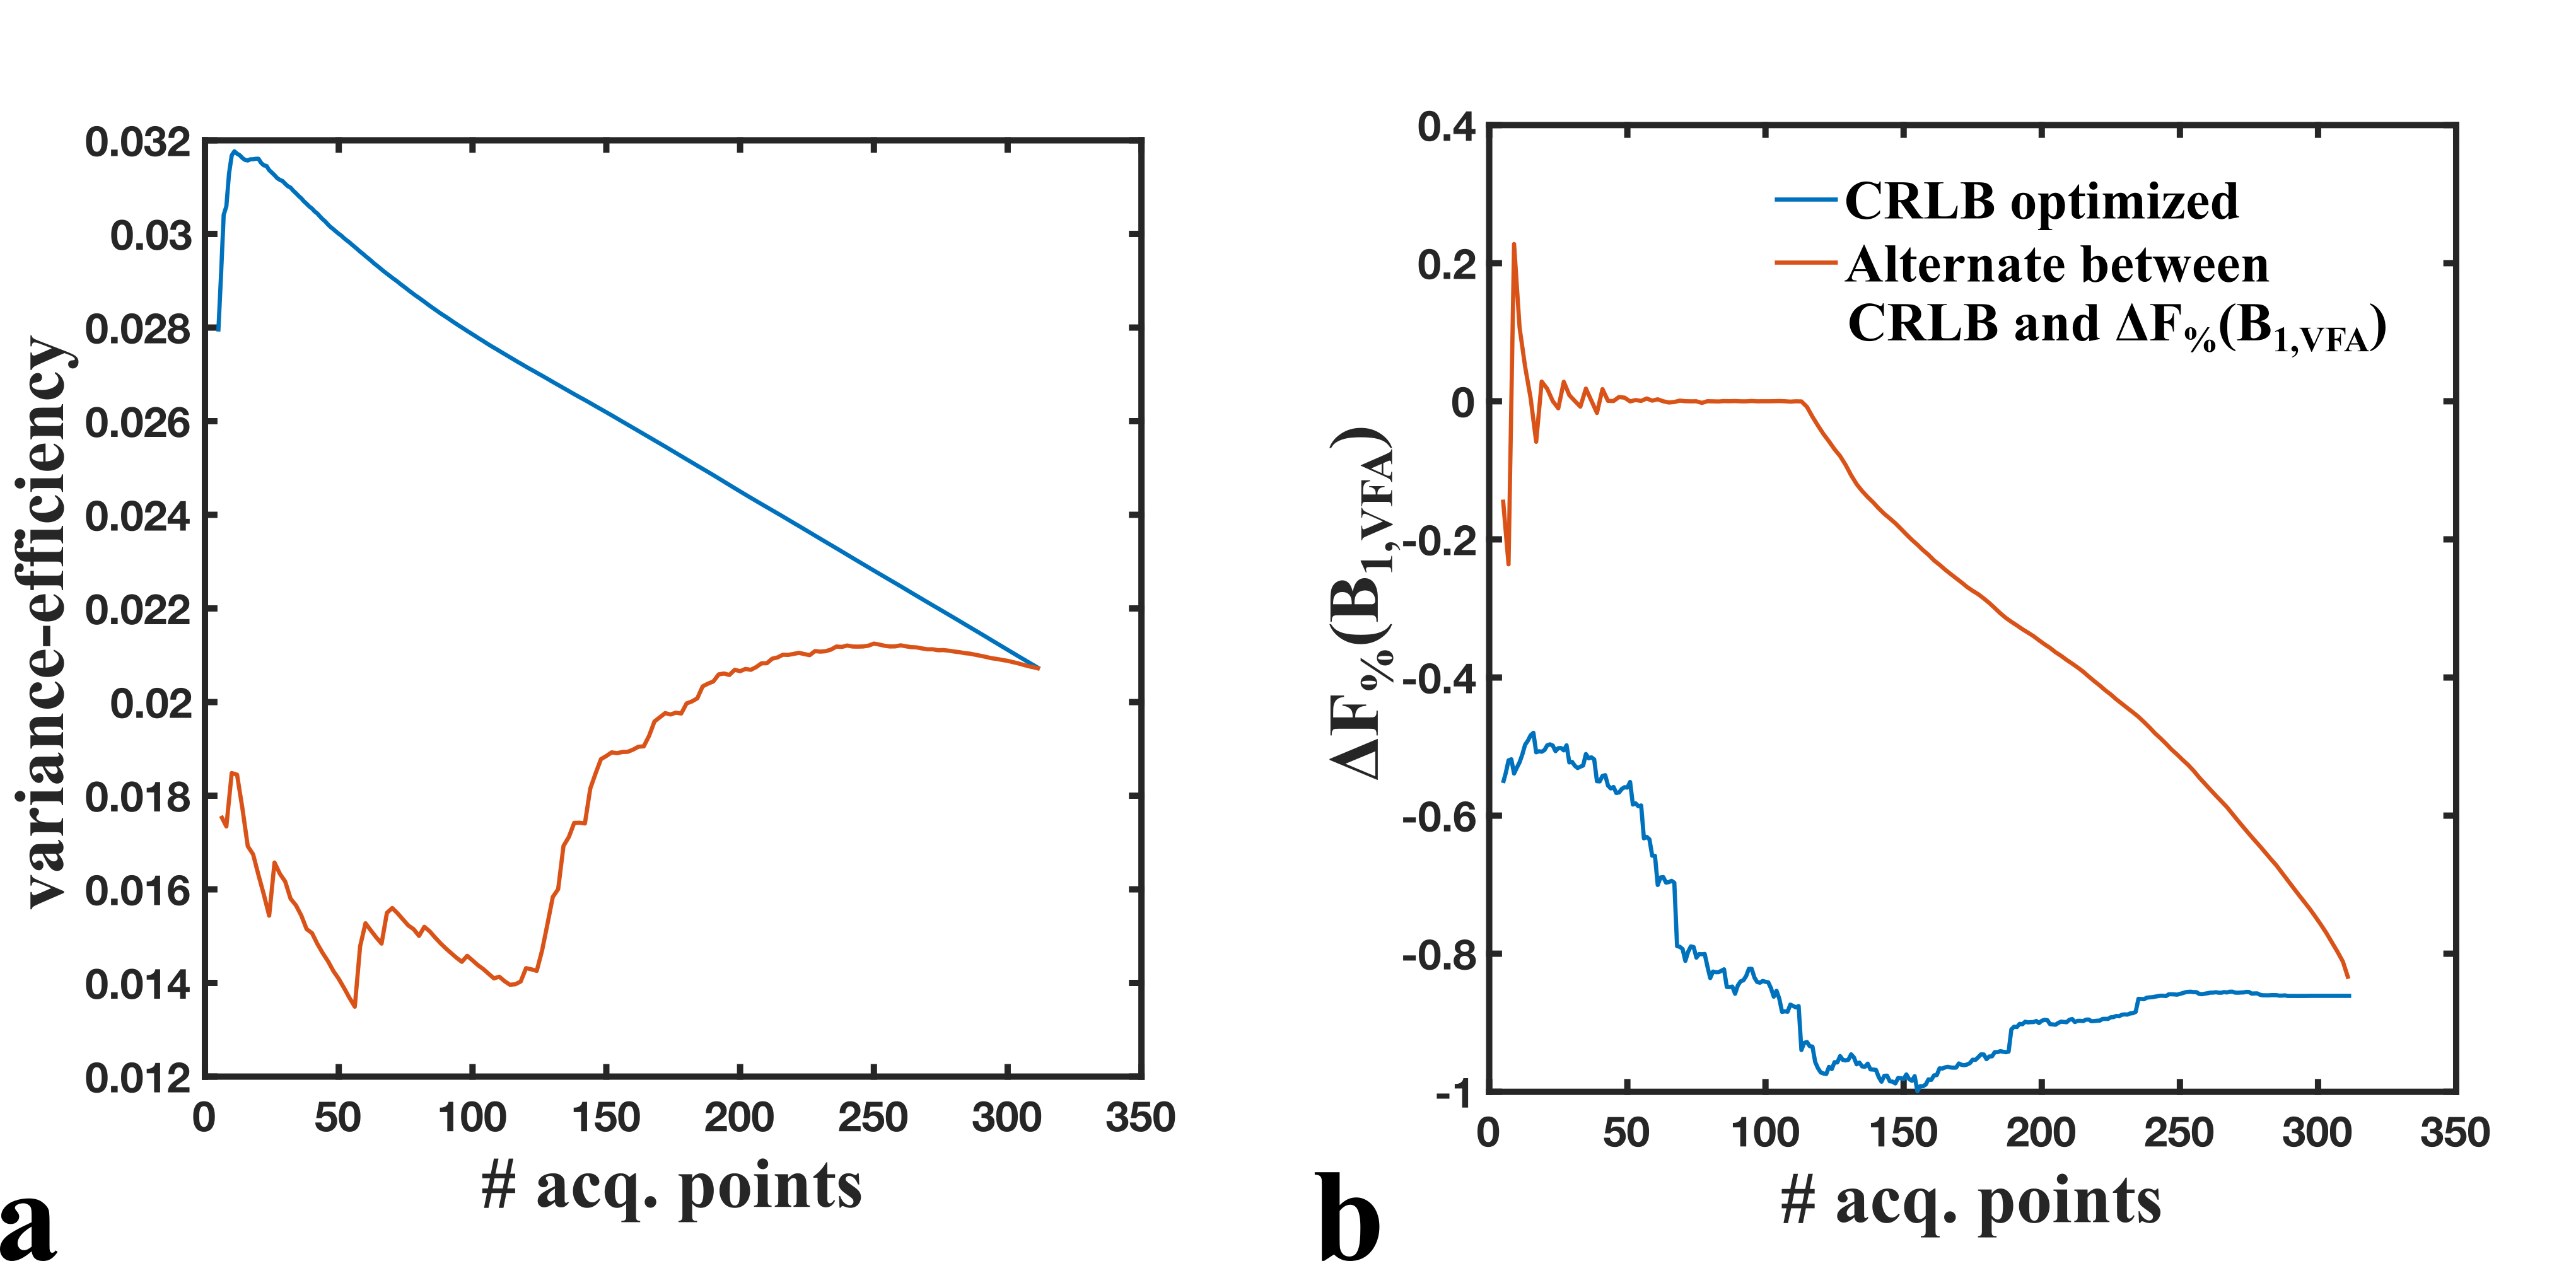 variance-efficiency
0.032
0.03
0.028
0.026
0.024
0.022
0.02
0.018
0.016
0.014
0.012
0 50 100 150 200 250 300 350
# acq. points
a
ΔF%(B1,VFA)
0.4
0.2
0
-0.2
-0.4
-0.6
-0.8
-1
CRLB optimized
Alternate between
CRLB and ΔF%(B1,VFA)
0 50 100 150 200 250 300 350
# acq. points
b